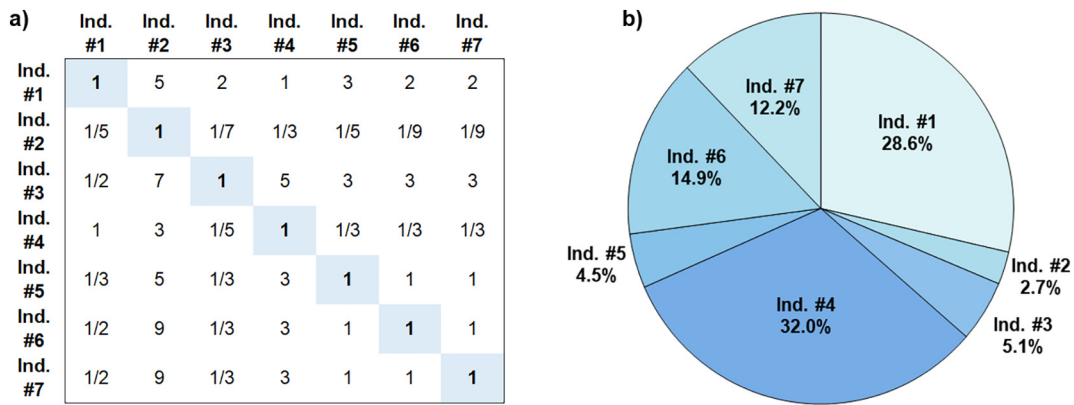 a)
Ind. Ind. Ind. Ind. Ind. Ind. Ind.
#1 #2 #3 #4 #5 #6 #7
Ind.
#1
1 5 2 1 3 2 2
Ind.
#2
1/5 1 1/7 1/3 1/5 1/9 1/9
Ind.
#3
1/2 7 1 5 3 3 3
Ind.
#4
1 3 1/5 1 1/3 1/3 1/3
Ind.
#5
1/3 5 1/3 3 1 1 1
Ind.
#6
1/2 9 1/3 3 1 1 1
Ind.
#7
1/2 9 1/3 3 1 1 1
b)
Ind. #1
28.6%
Ind. #2
2.7%
Ind. #3
5.1%
Ind. #4
32.0%
Ind. #5
4.5%
Ind. #6
14.9%
Ind. #7
12.2%